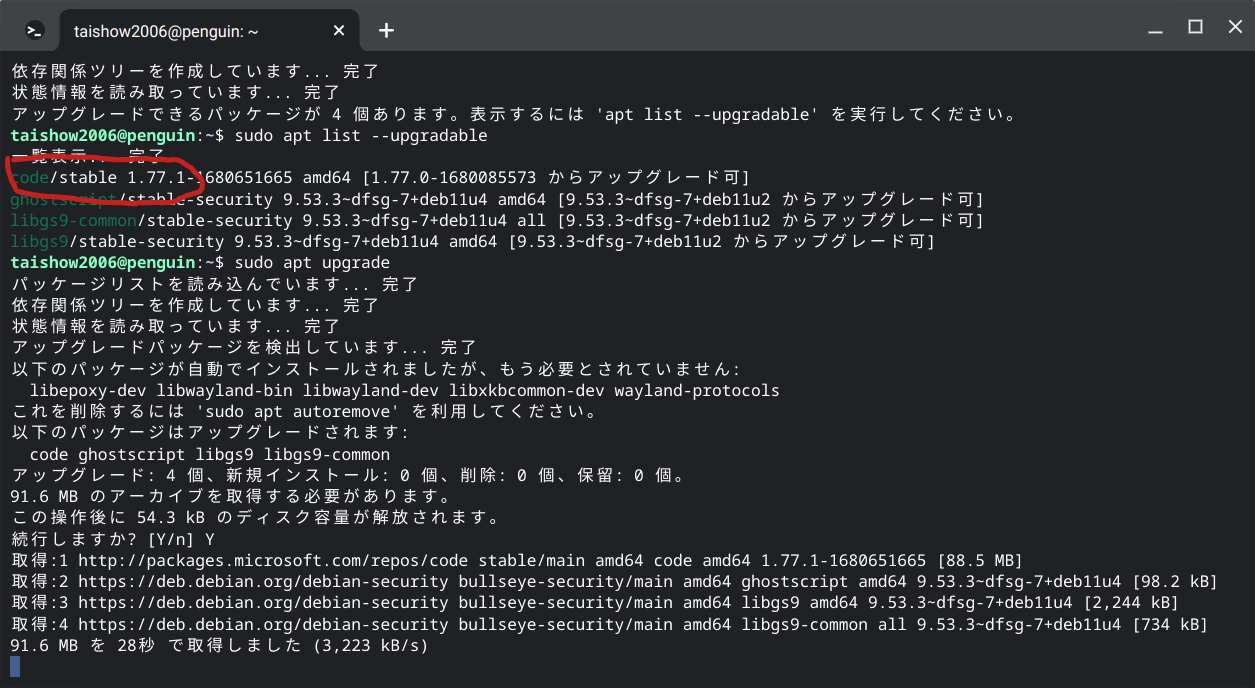 taishow2006@penguin: ~
依存関係ツリーを作成しています... 完了
状態情報を読み取っています... 完了
アップグレードできるパッケージが 4 個あります。表示するには 'apt list --upgradable' を実行してください。
taishow2006@penguin:~$ sudo apt list --upgradable
一覧表示... 完了
code/stable 1.77.1-1680651665 amd64 [1.77.0-1680085573 からアップグレード可]
ghostscript/stable-security 9.53.3~dfsg-7+deb11u4 amd64 [9.53.3~dfsg-7+deb11u2 からアップグレード可]
libgs9-common/stable-security 9.53.3~dfsg-7+deb11u4 all [9.53.3~dfsg-7+deb11u2 からアップグレード可]
libgs9/stable-security 9.53.3~dfsg-7+deb11u4 amd64 [9.53.3~dfsg-7+deb11u2 からアップグレード可]
taishow2006@penguin:~$ sudo apt upgrade
パッケージリストを読み込んでいます... 完了
依存関係ツリーを作成しています... 完了
状態情報を読み取っています... 完了
アップグレードパッケージを検出しています... 完了
以下のパッケージが自動でインストールされましたが、もう必要とされていません:
libepoxy-dev libwayland-bin libwayland-dev libxkbcommon-dev wayland-protocols
これを削除するには 'sudo apt autoremove' を利用してください。
以下のパッケージはアップグレードされます:
code ghostscript libgs9 libgs9-common
アップグレード: 4 個、新規インストール: 0 個、削除: 0 個、保留: 0 個。
91.6 MB のアーカイブを取得する必要があります。
この操作後に 54.3 kB のディスク容量が解放されます。
続行しますか? [Y/n] Y
取得:1 http://packages.microsoft.com/repos/code stable/main amd64 code amd64 1.77.1-1680651665 [88.5 MB]
取得:2 https://deb.debian.org/debian-security bullseye-security/main amd64 ghostscript amd64 9.53.3~dfsg-7+deb11u4 [98.2 kB]
取得:3 https://deb.debian.org/debian-security bullseye-security/main amd64 libgs9 amd64 9.53.3~dfsg-7+deb11u4 [2,244 kB]
取得:4 https://deb.debian.org/debian-security bullseye-security/main amd64 libgs9-common all 9.53.3~dfsg-7+deb11u4 [734 kB]
91.6 MB を 28秒 で取得しました (3,223 kB/s)